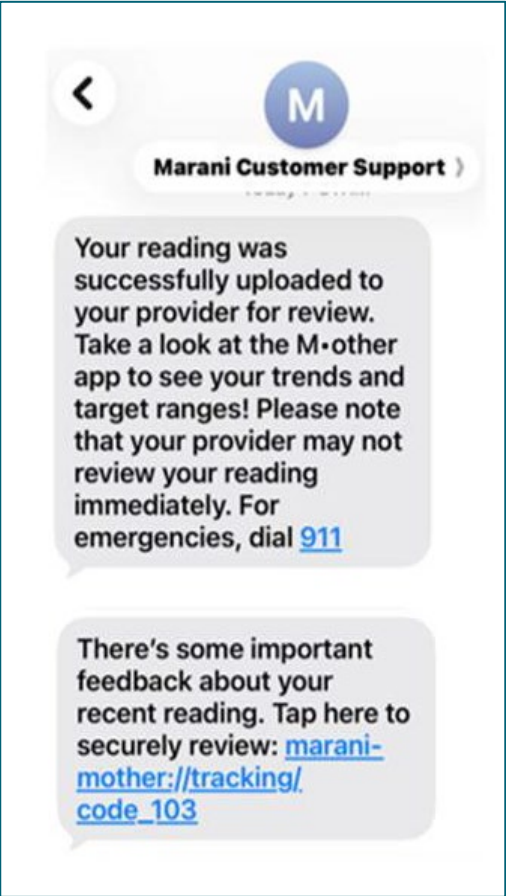 M
Marani Customer Support
Your reading was
successfully uploaded to
your provider for review.
Take a look at the M•other
app to see your trends and
target ranges! Please note
that your provider may not
review your reading
immediately. For
emergencies, dial 911
There's some important
feedback about your
recent reading. Tap here to
securely review: marani-
mother://tracking/
code_103